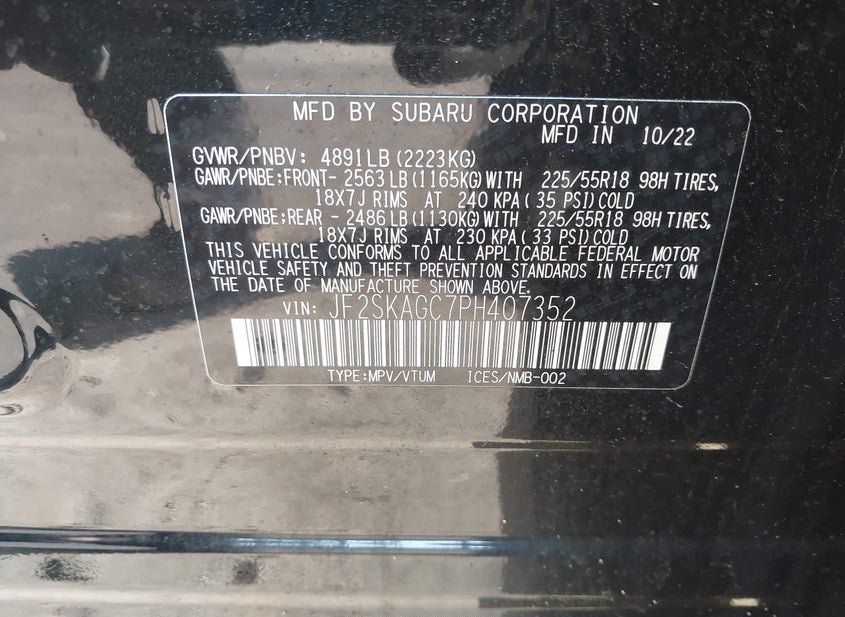 MFD BY SUBARU CORPORATION
MFD IN 10/22
GVWR/PNBV: 4891LB(2223KG)
GAWR/PNBE;FRONT- 2563LB(1165KG)WITH 225/55R18 98H TIRES,
18X7J RIMS AT 240 KPA( 35 PSI)COLD
GAWR/PNBE;REAR - 2486LB(1130KG)WITH 225/55R18 98H TIRES,
18X7J RIMS AT 230 KPA( 33 PSI)COLD
THIS VEHICLE CONFORMS TO ALL APPLICABLE FEDERAL MOTOR
VEHICLE SAFETY AND THEFT PREVENTION STANDARDS IN EFFECT ON
THE DATE OF MANUFACTURE SHOWN ABOVE.
VIN: JF2SKAGC7PH407352
TYPE:MPV/VTUM ICES/NMB-002